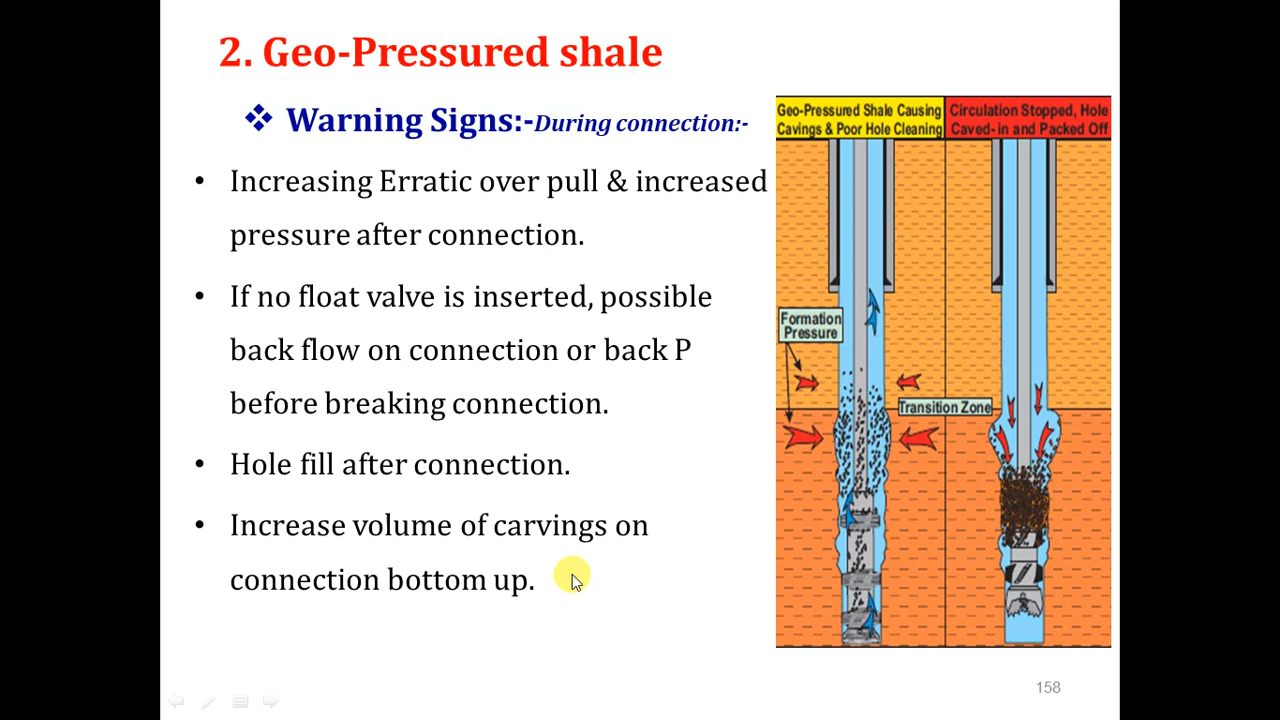 2. Geo-Pressured shale
❖ Warning Signs:-During connection:-
• Increasing Erratic over pull & increased
pressure after connection.
• If no float valve is inserted, possible
back flow on connection or back P
before breaking connection.
• Hole fill after connection.
• Increase volume of carvings on
connection bottom up.
Geo-Pressured Shale Causing
Cavings & Poor Hole Cleaning
Circulation Stopped, Hole
Caved-in and Packed Off
Formation
Pressure
Transition Zone
158